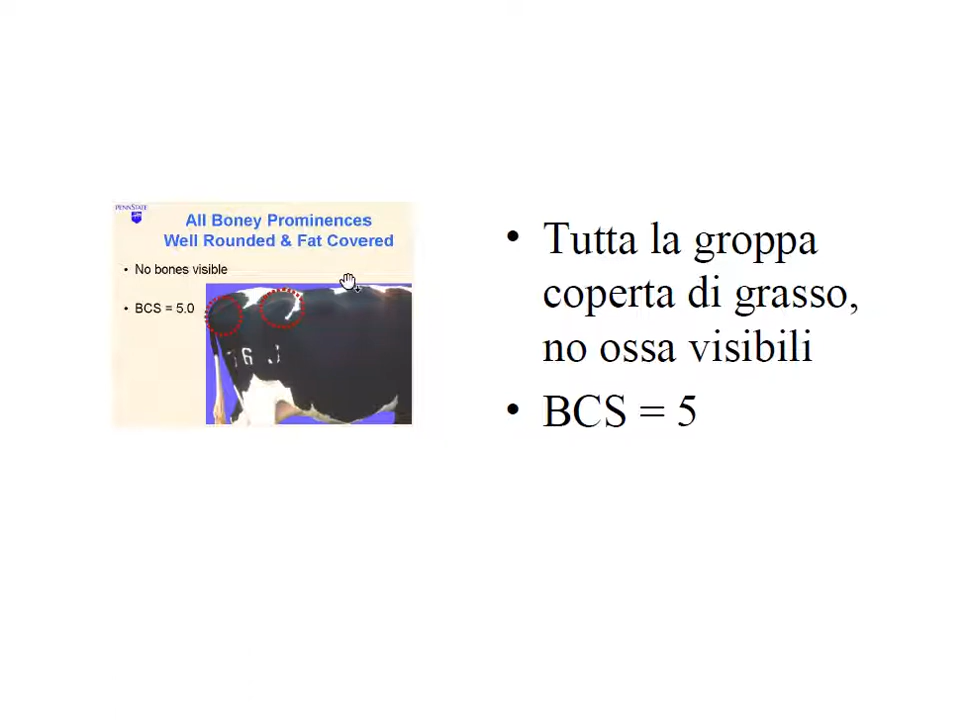 PENNSTATE
All Boney Prominences
Well Rounded & Fat Covered
• No bones visible
• BCS = 5.0
• Tutta la groppa
coperta di grasso,
no ossa visibili
• BCS = 5